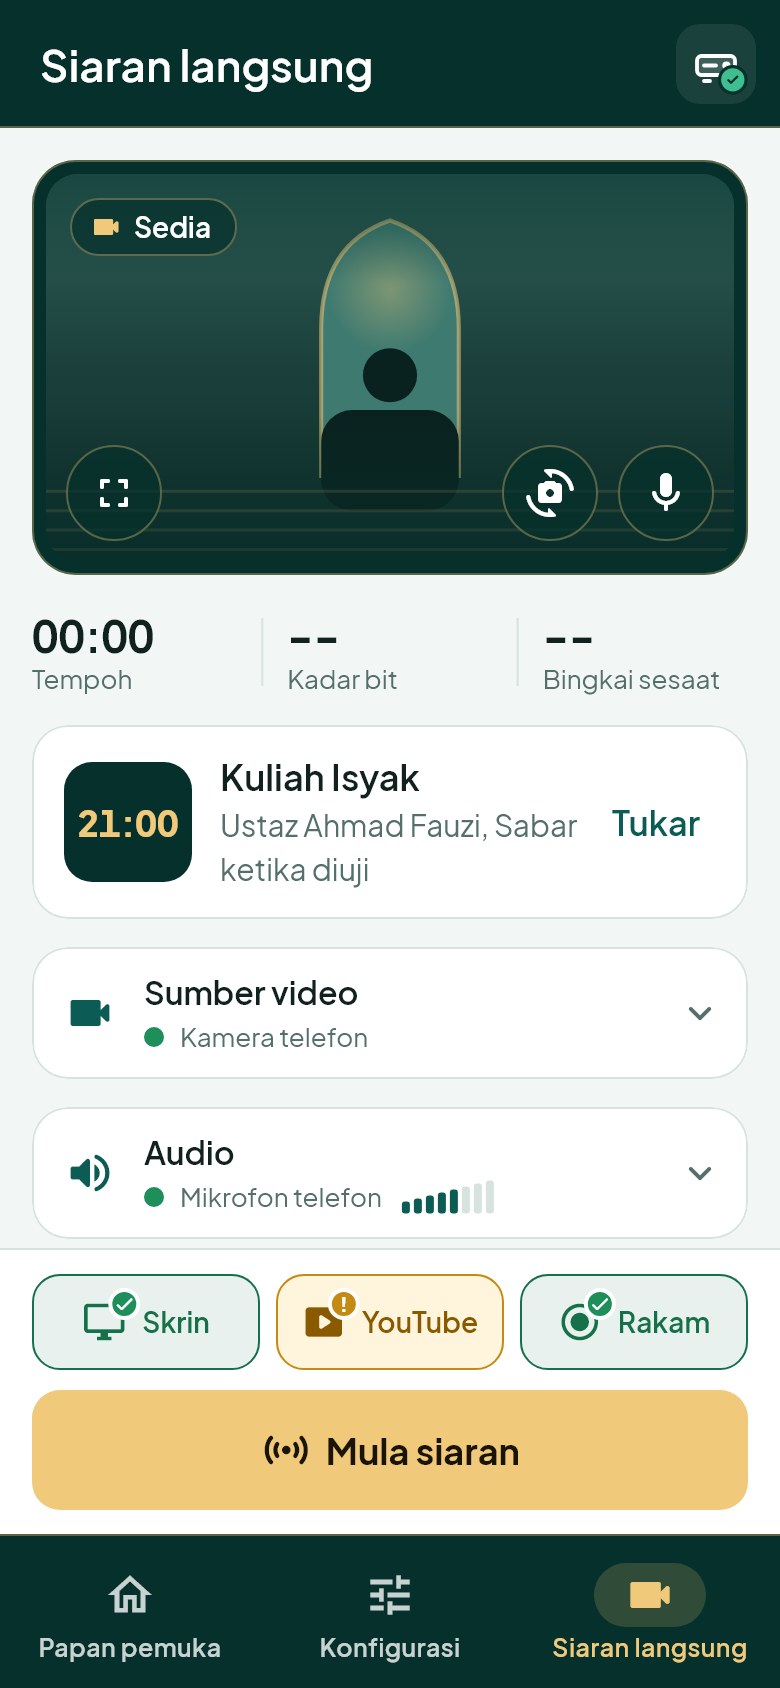 Siaran langsung
Sedia
00:00
Tempoh
--
Kadar bit
--
Bingkai sesaat
21:00
Kuliah Isyak
Ustaz Ahmad Fauzi, Sabar
ketika diuji
Tukar
Sumber video
Kamera telefon
Audio
Mikrofon telefon
Skrin
YouTube
Rakam
Mula siaran
Papan pemuka
Konfigurasi
Siaran langsung